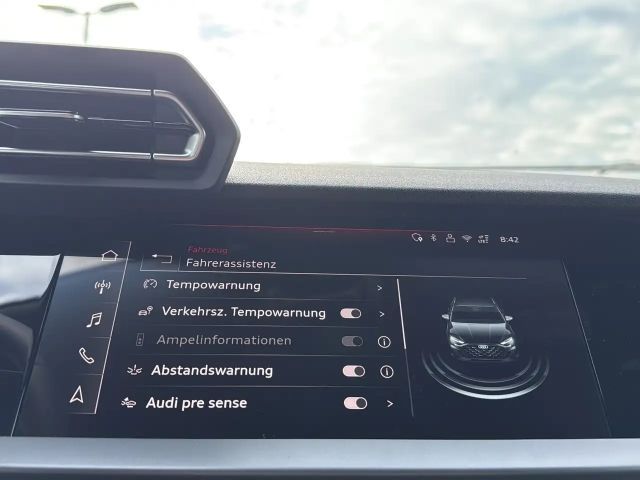 8:42
Fahrzeug
Fahrerassistenz
Tempowarnung
Verkehrsz. Tempowarnung
Ampelinformationen
Abstandswarnung
Audi pre sense